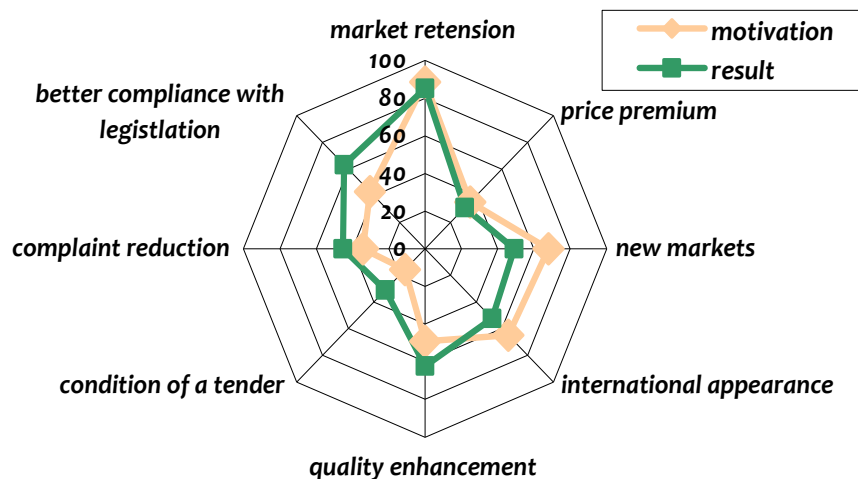 market retension
motivation
result
100
80
60
40
20
0
better compliance with
legistlation
price premium
complaint reduction
new markets
condition of a tender
international appearance
quality enhancement